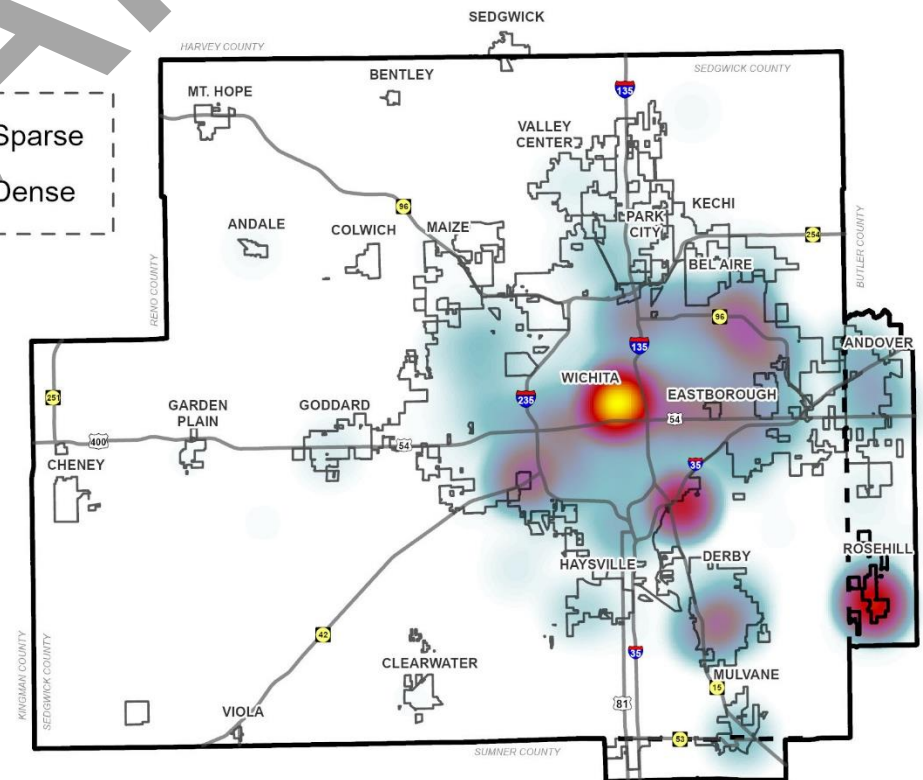 SEDGWICK
HARVEY COUNTY
SEDGWICK COUNTY
BENTLEY
MT. HOPE
135
VALLEY
CENTER
Sparse
Dense
96
KECHI
PARK
CITY
ANDALE
COLWICH
MAIZE
254
BEL AIRE
RENO COUNTY
BUTLER COUNTY
96
135
ANDOVER
WICHITA
EASTBOROUGH
251
235
GARDEN
PLAIN
GODDARD
54
400
54
CHENEY
35
HAYSVILLE
DERBY
ROSEHILL
42
35
KINGMAN COUNTY
SEDGWICK COUNTY
CLEARWATER
MULVANE
15
81
VIOLA
53
SUMNER COUNTY